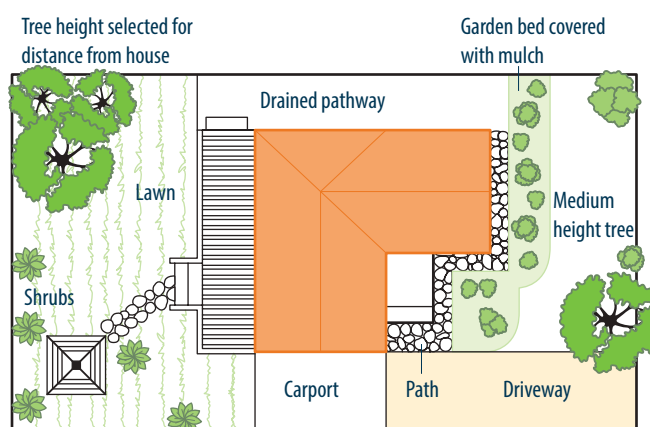 Tree height selected for
distance from house
Garden bed covered
with mulch
Drained pathway
Lawn
Medium
height tree
Shrubs
Carport
Path
Driveway